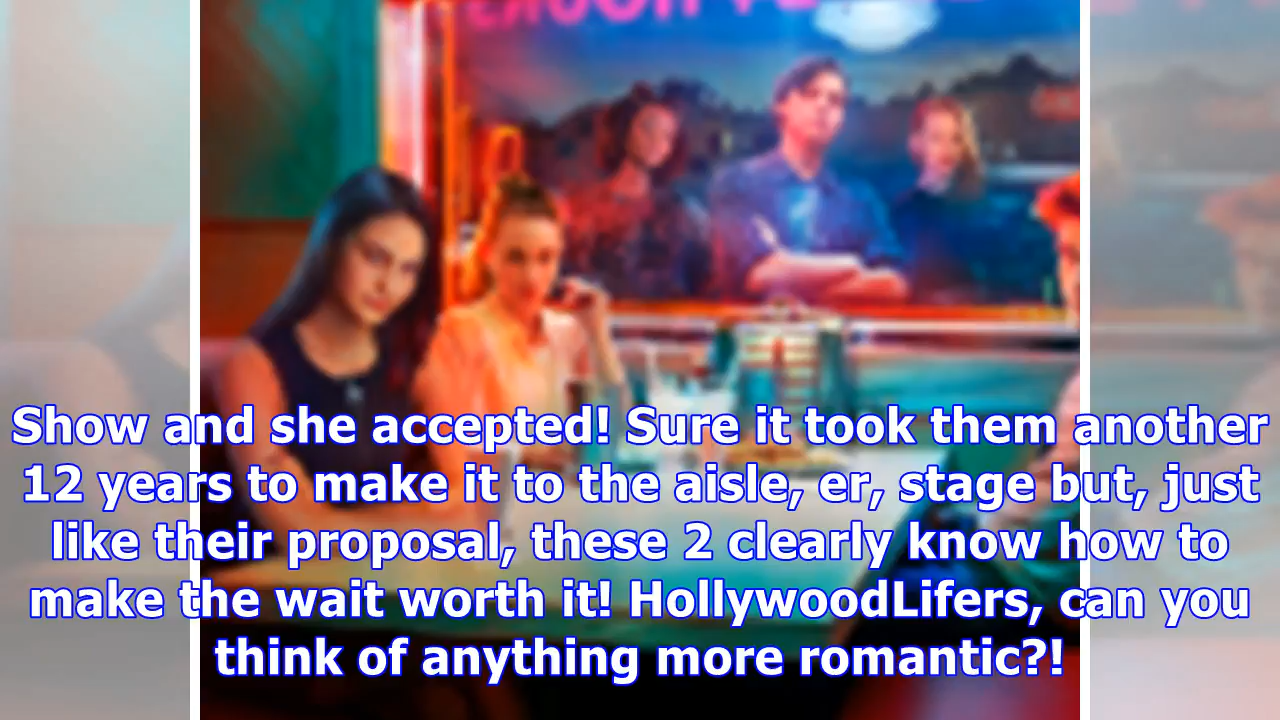 Show and she accepted! Sure it took them another
12 years to make it to the aisle, er, stage but, just
like their proposal, these 2 clearly know how to
make the wait worth it! HollywoodLifers, can you
think of anything more romantic?!